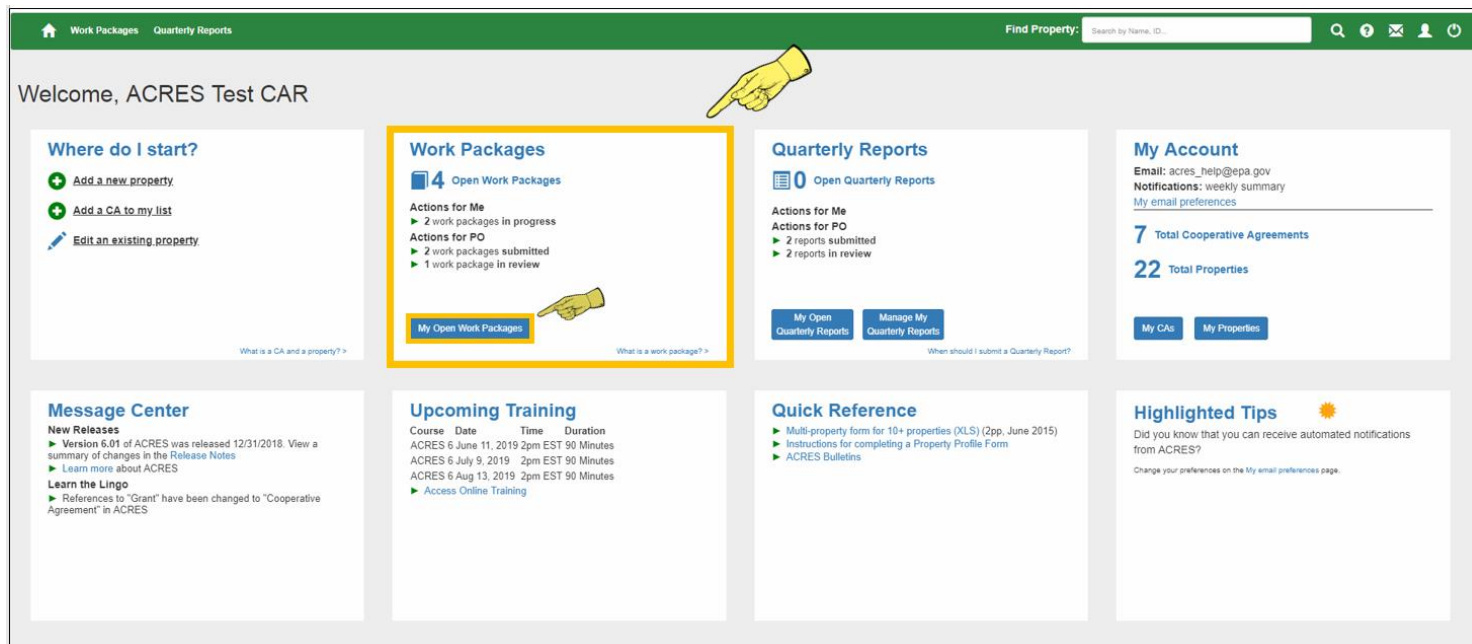 Work Packages Quarterly Reports Find Property: Search by Name, ID...
Welcome, ACRES Test CAR
Where do I start?
Add a new property
Add a CA to my list
Edit an existing property
What is a CA and a property? >
Work Packages
4 Open Work Packages
Actions for Me
2 work packages in progress
Actions for PO
2 work packages submitted
1 work package in review
My Open Work Packages
What is a work package? >
Quarterly Reports
0 Open Quarterly Reports
Actions for Me
Actions for PO
2 reports submitted
2 reports in review
My Open
Quarterly Reports
Manage My
Quarterly Reports
When should I submit a Quarterly Report?
My Account
Email: acres_help@epa.gov
Notifications: weekly summary
My email preferences
7 Total Cooperative Agreements
22 Total Properties
My CAs My Properties
Message Center
New Releases
Version 6.01 of ACRES was released 12/31/2018. View a
summary of changes in the Release Notes
Learn more about ACRES
Learn the Lingo
References to "Grant" have been changed to "Cooperative
Agreement" in ACRES
Upcoming Training
Course Date Time Duration
ACRES 6 June 11, 2019 2pm EST 90 Minutes
ACRES 6 July 9, 2019 2pm EST 90 Minutes
ACRES 6 Aug 13, 2019 2pm EST 90 Minutes
Access Online Training
Quick Reference
Multi-property form for 10+ properties (XLS) (2pp, June 2015)
Instructions for completing a Property Profile Form
ACRES Bulletins
Highlighted Tips
Did you know that you can receive automated notifications
from ACRES?
Change your preferences on the My email preferences page.